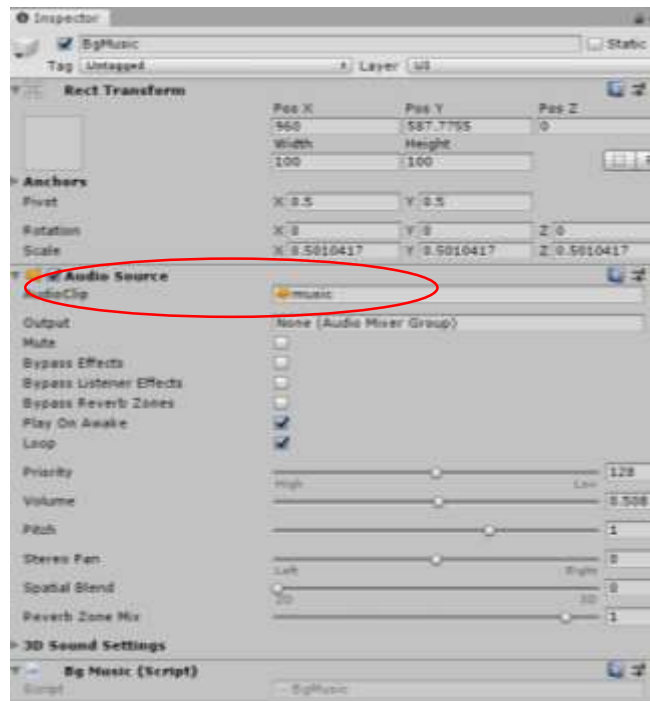 Inspector
BgMusic Static
Tag Untagged Layer UI
Rect Transform
Pos X Pos Y Pos Z
960 587.7755 0
Width Height
100 100
Anchors
Pivot X 0.5 Y 0.5
Rotation X 0 Y 0 Z 0
Scale X 0.5010417 Y 0.5010417 Z 0.5010417
Audio Source
AudioClip music
Output None (Audio Mixer Group)
Mute
Bypass Effects
Bypass Listener Effects
Bypass Reverb Zones
Play On Awake
Loop
Priority 128
High Low
Volume 0.508
Pitch 1
Stereo Pan 0
Left Right
Spatial Blend 0
2D 3D
Reverb Zone Mix 1
3D Sound Settings
Bg Music (Script)
Script BgMusic